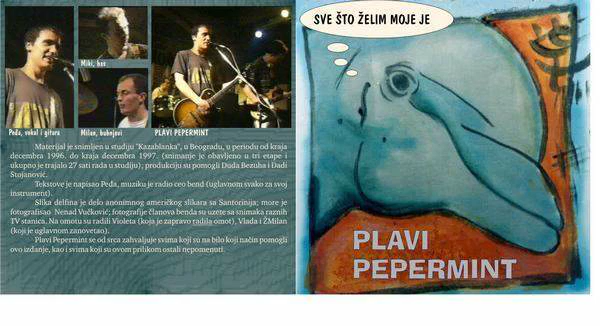 Miki, bas
Peđa, vokal i gitara
Milan, bubnjevi
PLAVI PEPERMINT
Materijal je snimljen u studiju "Kazablanka", u Beogradu, u periodu od kraja
decembra 1996. do kraja decembra 1997. (snimanje je obavljeno u tri etape i
ukupno je trajalo 27 sati rada u studiju), produkciju su pomogli Duda Bezuha i Dadi
Stojanović.
Tekstove je napisao Peđa, muziku je radio ceo bend (uglavnom svako za svoj
instrument).
Slika delfina je delo anonimnog američkog slikara sa Santorinija; more je
fotografisao Nenad Vučković; fotografije članova benda su uzete sa snimaka raznih
TV stanica. Na omotu su radili Violeta (koja je zapravo radila omot), Vlada i ZMilan
(koji je uglavnom zanovetao).
Plavi Pepermint se od srca zahvaljuje svima koji su na bilo koji način pomogli
ovo izdanje, kao i svima koji su ovom prilikom ostali nepomenuti!
SVE ŠTO ŽELIM MOJE JE
PLAVI
PEPERMINT